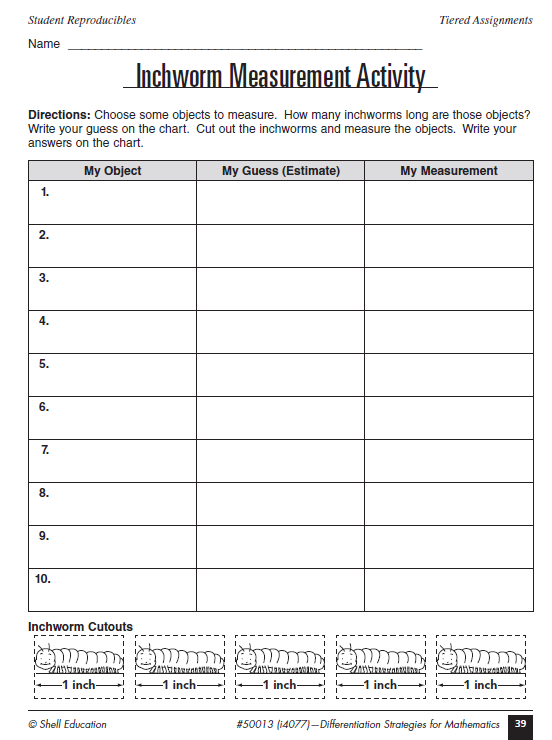 Student Reproducibles Tiered Assignments
Name
Inchworm Measurement Activity
Directions: Choose some objects to measure. How many inchworms long are those objects?
Write your guess on the chart. Cut out the inchworms and measure the objects. Write your
answers on the chart.
My Object My Guess (Estimate) My Measurement
1.
2.
3.
4.
5.
6.
7.
8.
9.
10.
Inchworm Cutouts
1 inch 1 inch 1 inch 1 inch 1 inch
© Shell Education #50013 (i4077)—Differentiation Strategies for Mathematics 39